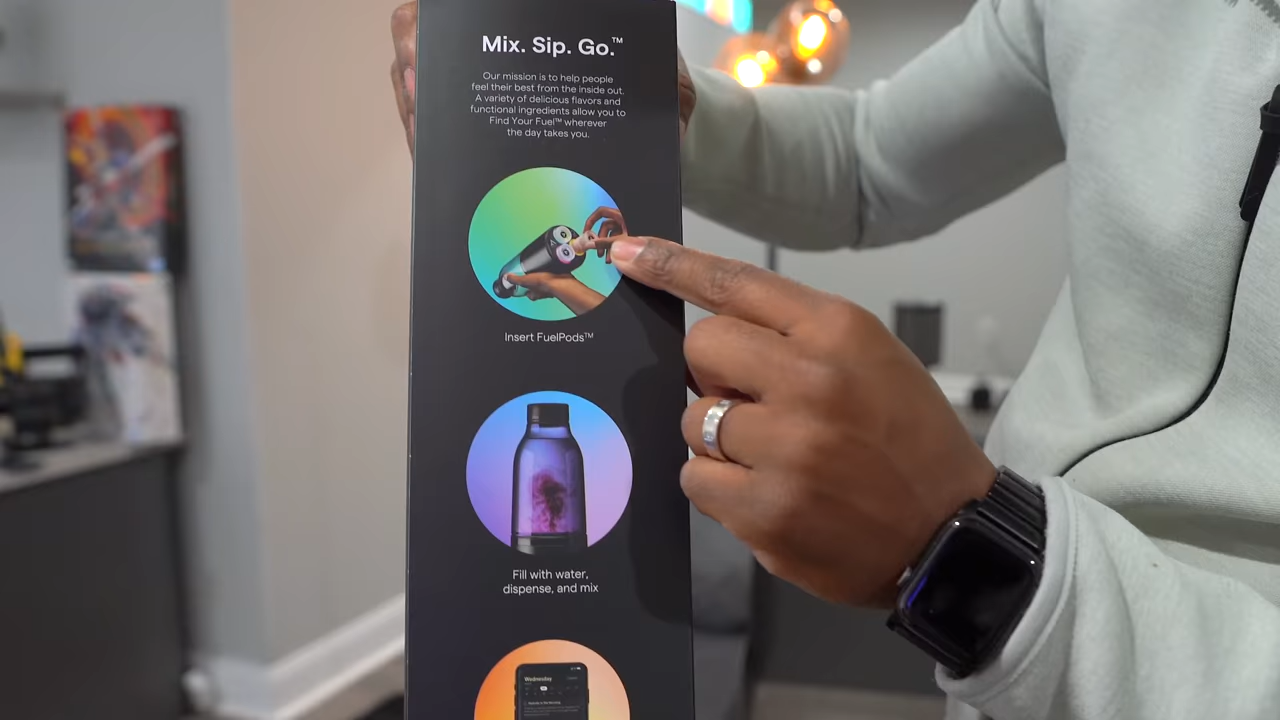 Mix. Sip. Go.™
Our mission is to help people
feel their best from the inside out.
A variety of delicious flavors and
functional ingredients allow you to
Find Your Fuel™ wherever
the day takes you.
Insert FuelPods™
Fill with water,
dispense, and mix
Wednesday